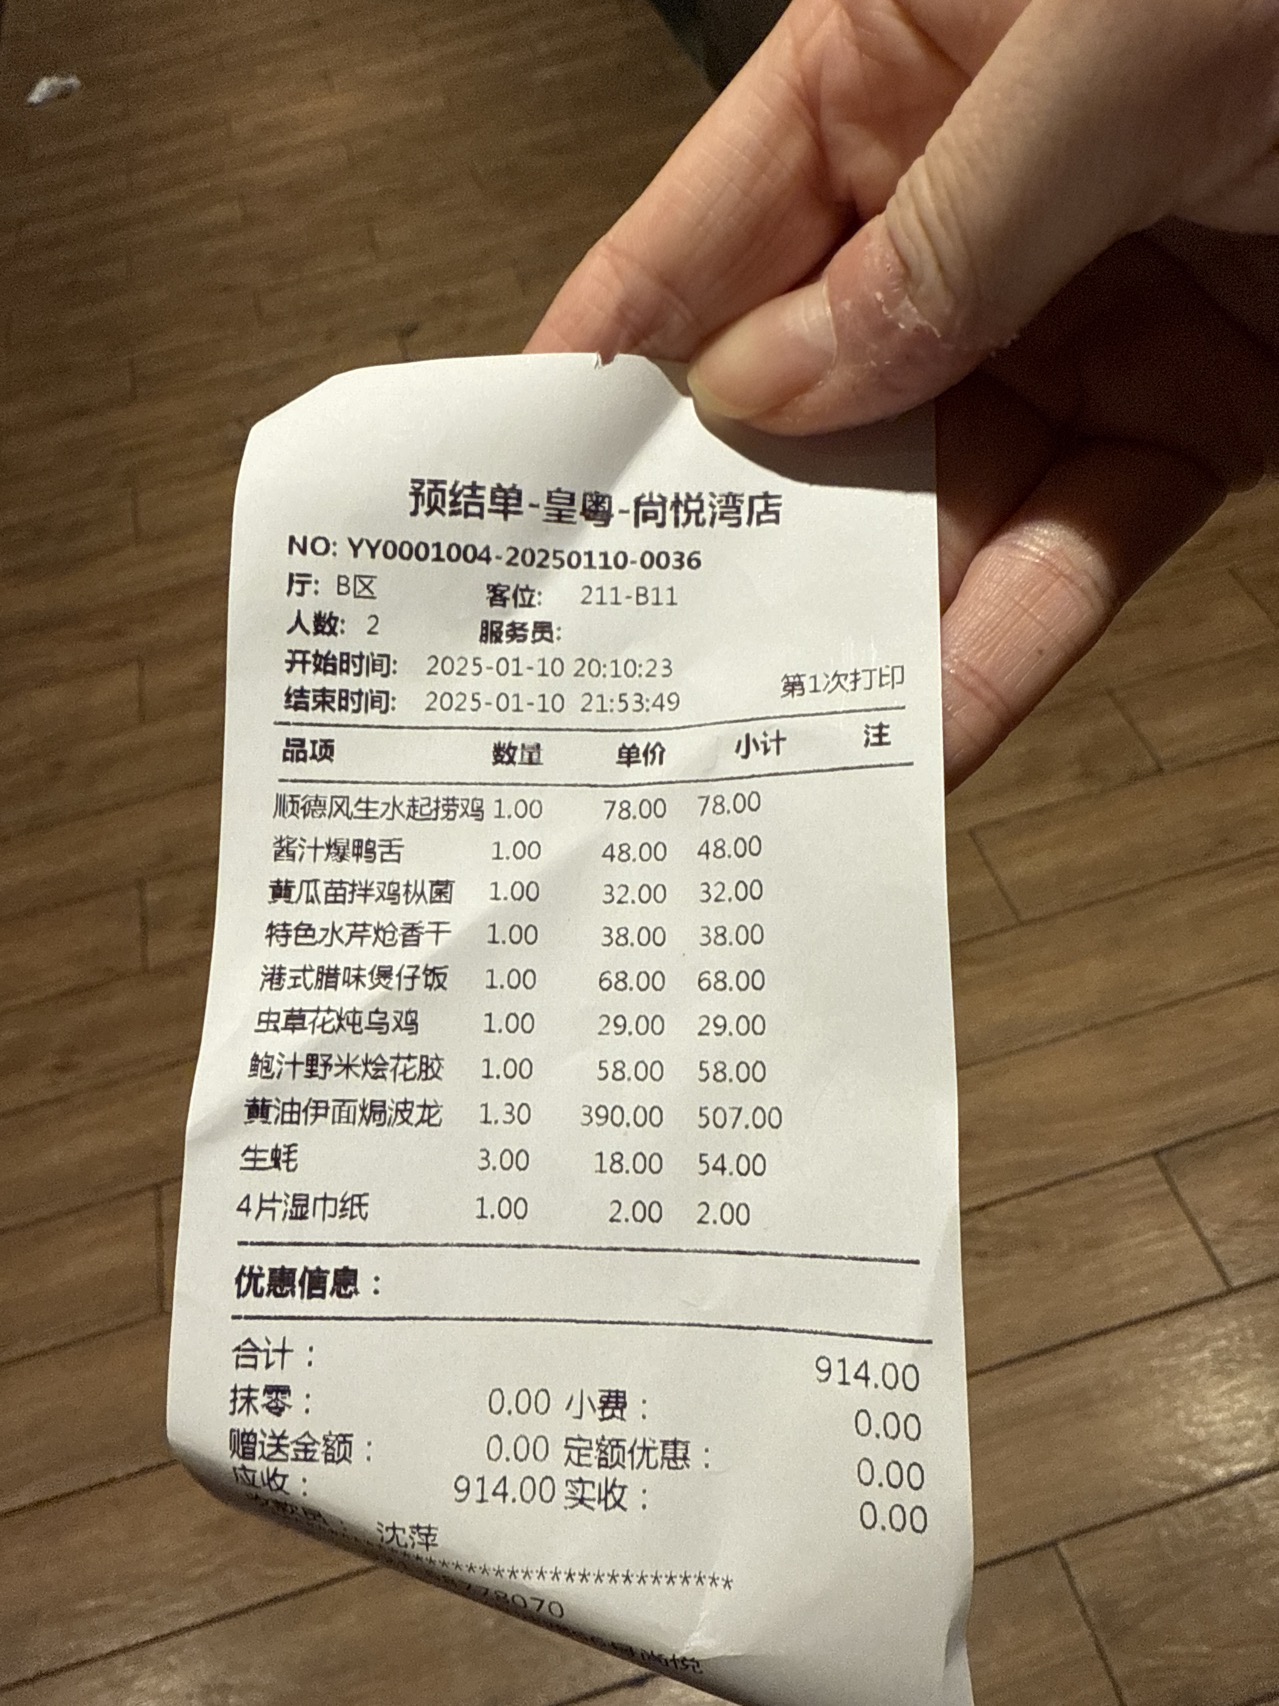 预结单-皇粤-尚悦湾店
NO: YY0001004-20250110-0036
厅: B区 客位: 211-B11
人数: 2 服务员:
开始时间: 2025-01-10 20:10:23 第1次打印
结束时间: 2025-01-10 21:53:49
品项 数量 单价 小计 注
顺德风生水起捞鸡 1.00 78.00 78.00
酱汁爆鸭舌 1.00 48.00 48.00
黄瓜苗拌鸡枞菌 1.00 32.00 32.00
特色水芹炝香干 1.00 38.00 38.00
港式腊味煲仔饭 1.00 68.00 68.00
虫草花炖乌鸡 1.00 29.00 29.00
鲍汁野米烩花胶 1.00 58.00 58.00
黄油伊面焗波龙 1.30 390.00 507.00
生蚝 3.00 18.00 54.00
4片湿巾纸 1.00 2.00 2.00
优惠信息：
合计： 914.00
抹零： 0.00 小费： 0.00
赠送金额： 0.00 定额优惠： 0.00
应收： 914.00 实收： 0.00
沈萍
78070